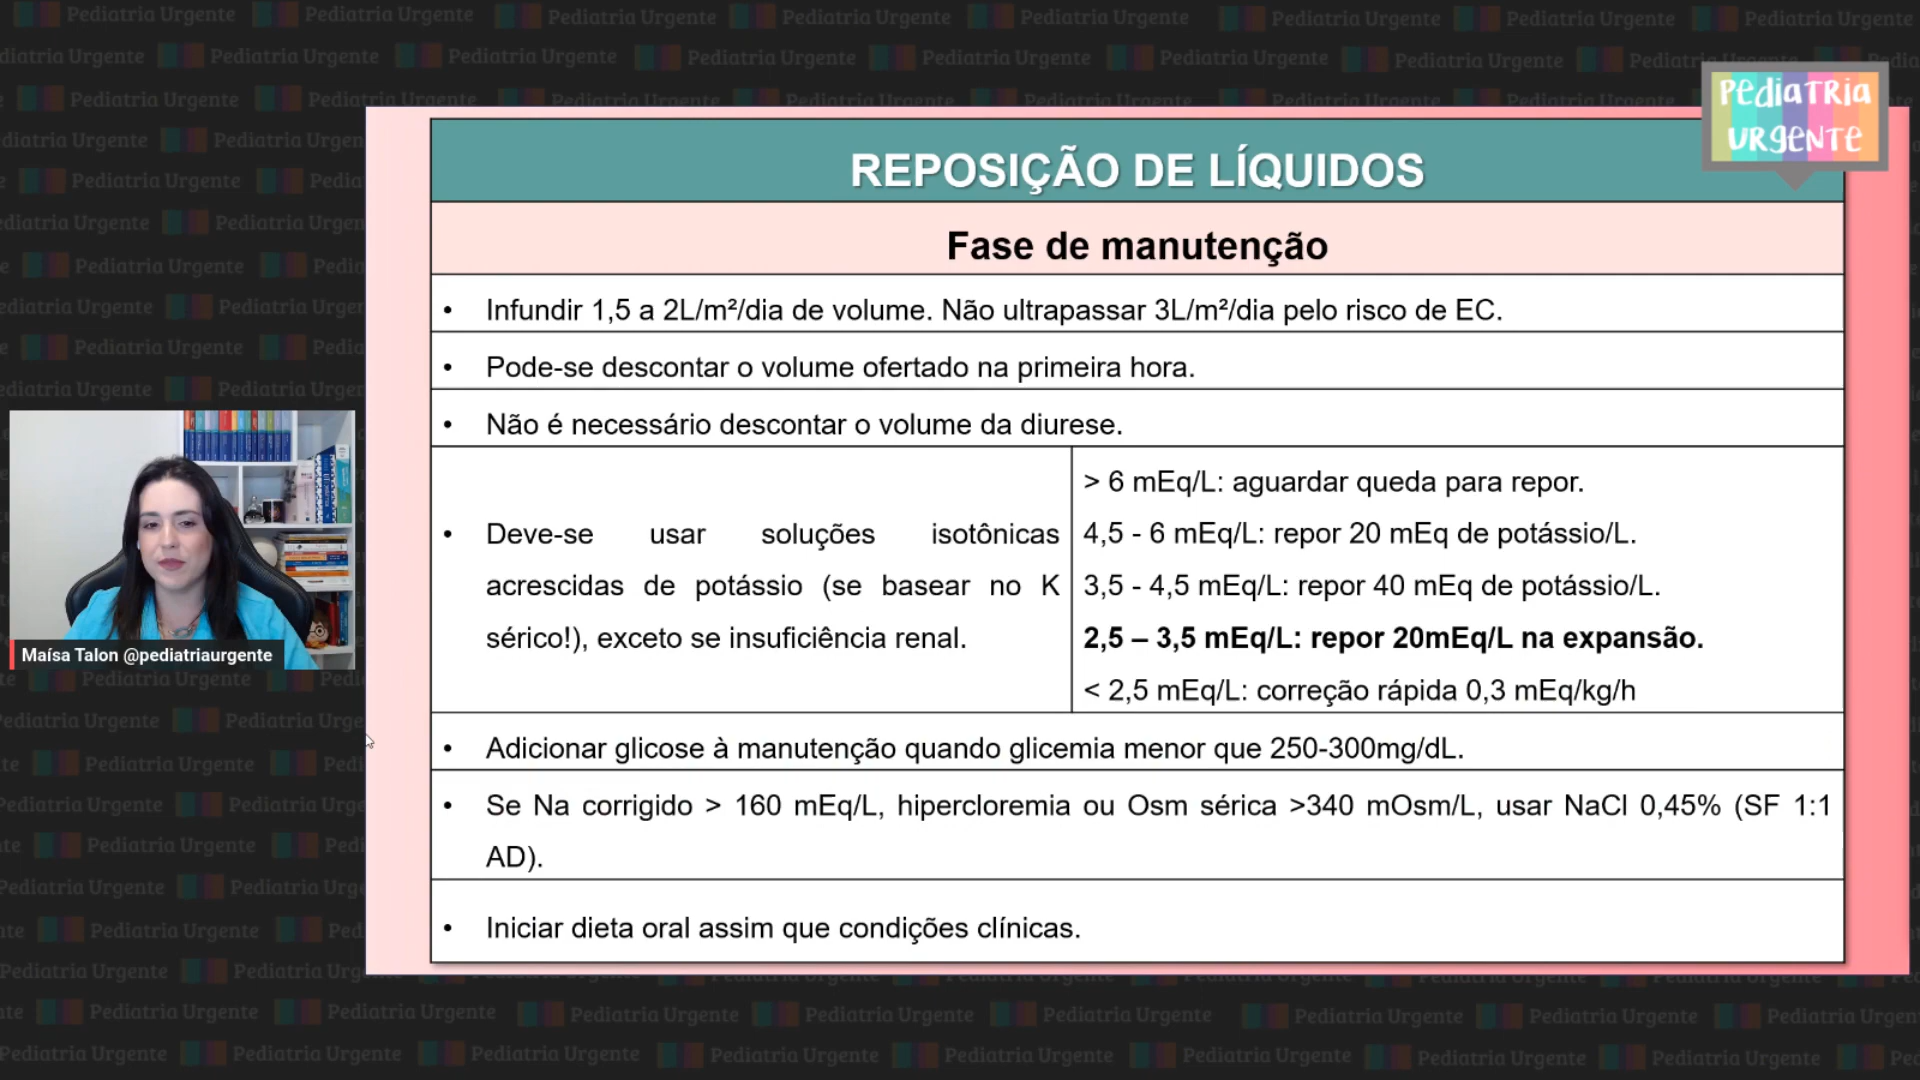 PEDIATRIA
URGENTE
REPOSIÇÃO DE LÍQUIDOS
Fase de manutenção
• Infundir 1,5 a 2L/m²/dia de volume. Não ultrapassar 3L/m²/dia pelo risco de EC.
• Pode-se descontar o volume ofertado na primeira hora.
• Não é necessário descontar o volume da diurese.
• Deve-se usar soluções isotônicas
acrescidas de potássio (se basear no K
sérico!), exceto se insuficiência renal.
> 6 mEq/L: aguardar queda para repor.
4,5 - 6 mEq/L: repor 20 mEq de potássio/L.
3,5 - 4,5 mEq/L: repor 40 mEq de potássio/L.
2,5 – 3,5 mEq/L: repor 20mEq/L na expansão.
< 2,5 mEq/L: correção rápida 0,3 mEq/kg/h
• Adicionar glicose à manutenção quando glicemia menor que 250-300mg/dL.
• Se Na corrigido > 160 mEq/L, hipercloremia ou Osm sérica >340 mOsm/L, usar NaCl 0,45% (SF 1:1
AD).
• Iniciar dieta oral assim que condições clínicas.
Maísa Talon @pediatriaurgente
Pediatria Urgente